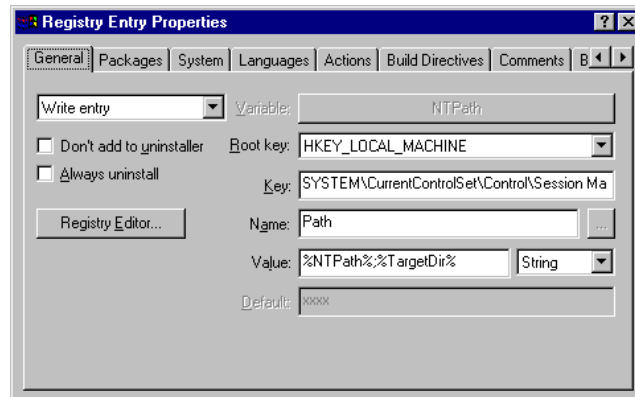 Registry Entry Properties
General Packages System Languages Actions Build Directives Comments B
Write entry Variable: NTPath
Don't add to uninstaller Root key: HKEY_LOCAL_MACHINE
Always uninstall Key: SYSTEM\CurrentControlSet\Control\Session Ma
Registry Editor... Name: Path ...
Value: %NTPath%;%TargetDir% String
Default: xxxx